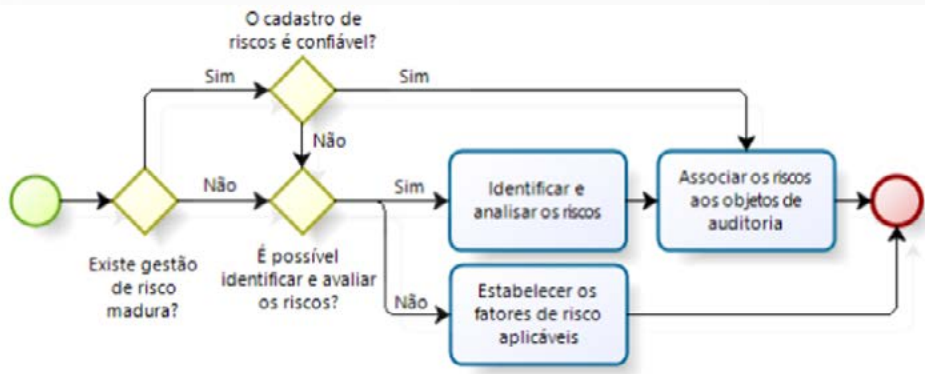 O cadastro de
riscos é confiável?
Sim
Sim
Não
Não
Sim
Identificar e
analisar os riscos
Associar os riscos
aos objetos de
auditoria
Existe gestão
de risco
madura?
É possível
identificar e avaliar
os riscos?
Não
Estabelecer os
fatores de risco
aplicáveis